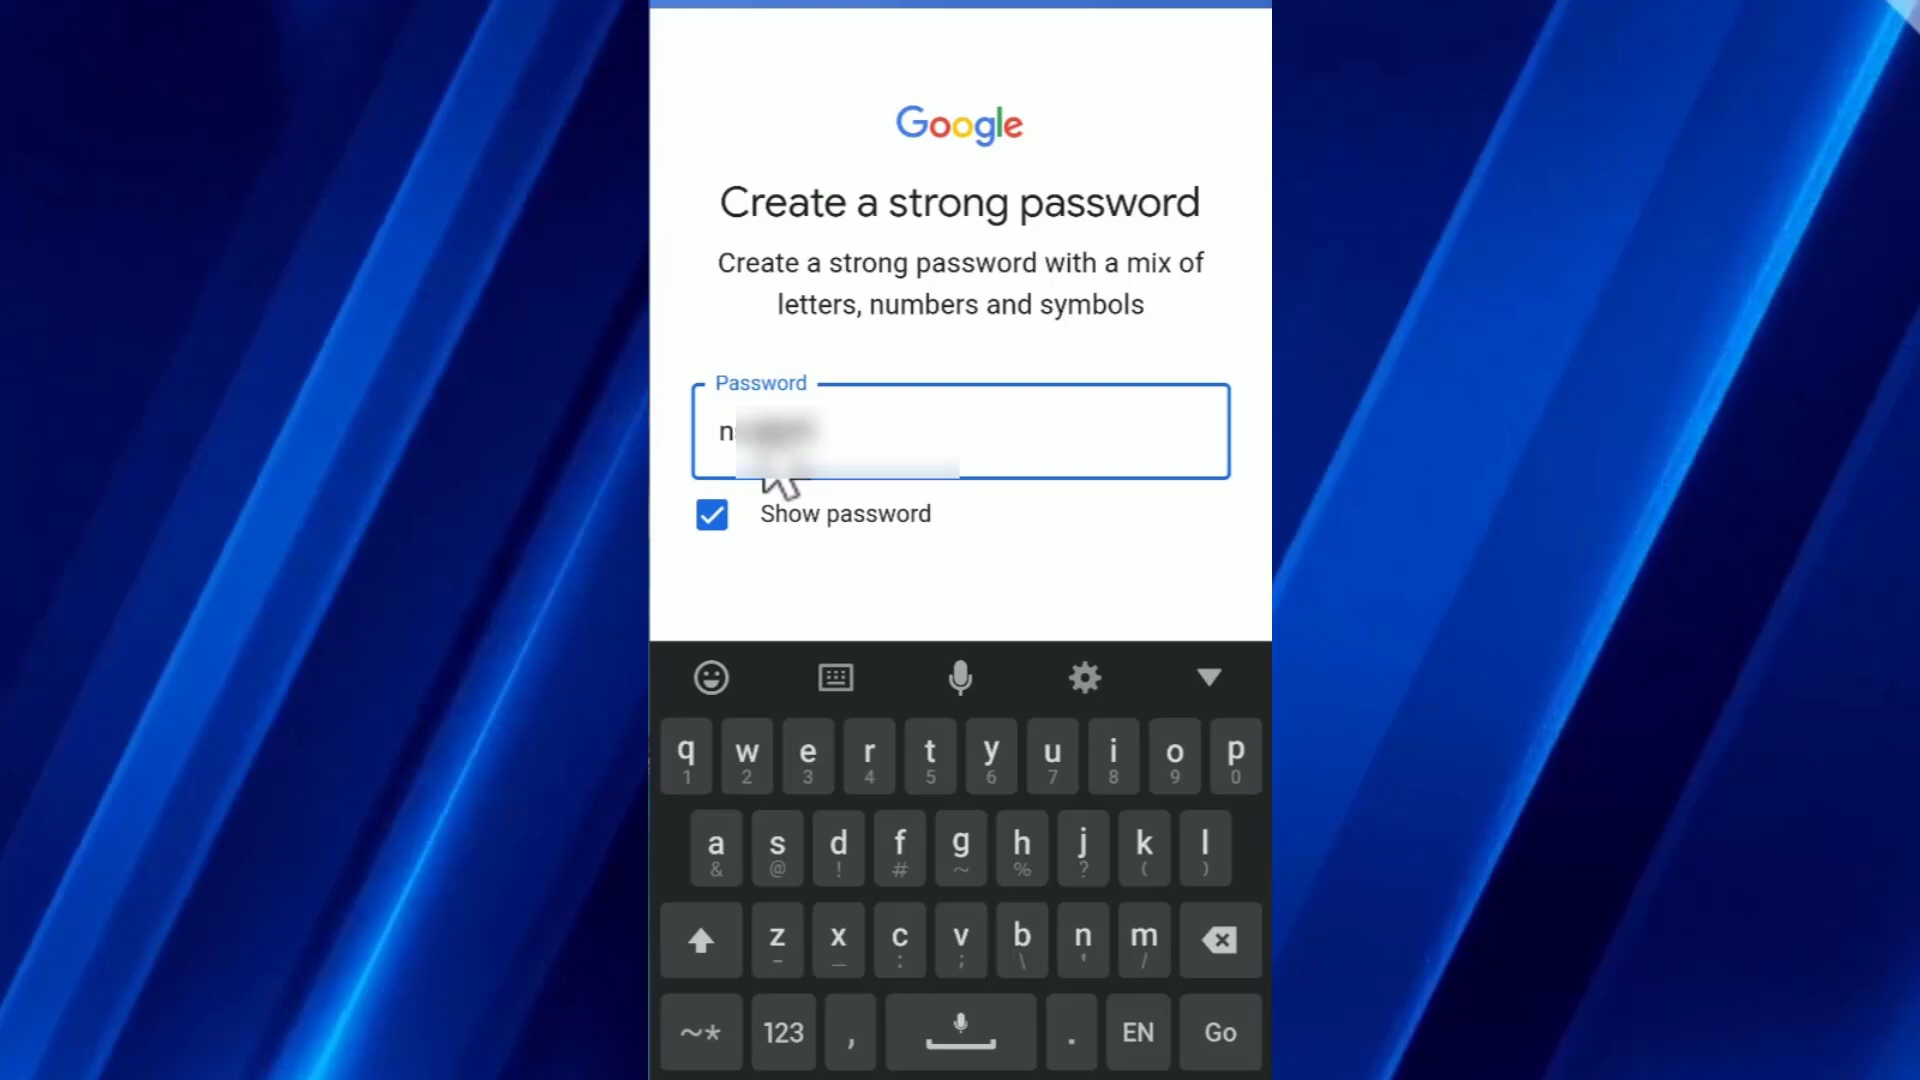 Google
Create a strong password
Create a strong password with a mix of
letters, numbers and symbols
Password
n
Show password
q w e r t y u i o p
1 2 3 4 5 6 7 8 9 0
a s d f g h j k l
& @ ! # ~ % ? ( )
z x c v b n m
- _ : ; \ ' /
~* 123 , . EN Go